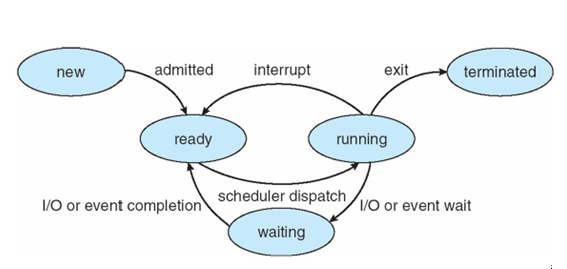 new
admitted
interrupt
exit
terminated
ready
running
scheduler dispatch
I/O or event completion
I/O or event wait
waiting